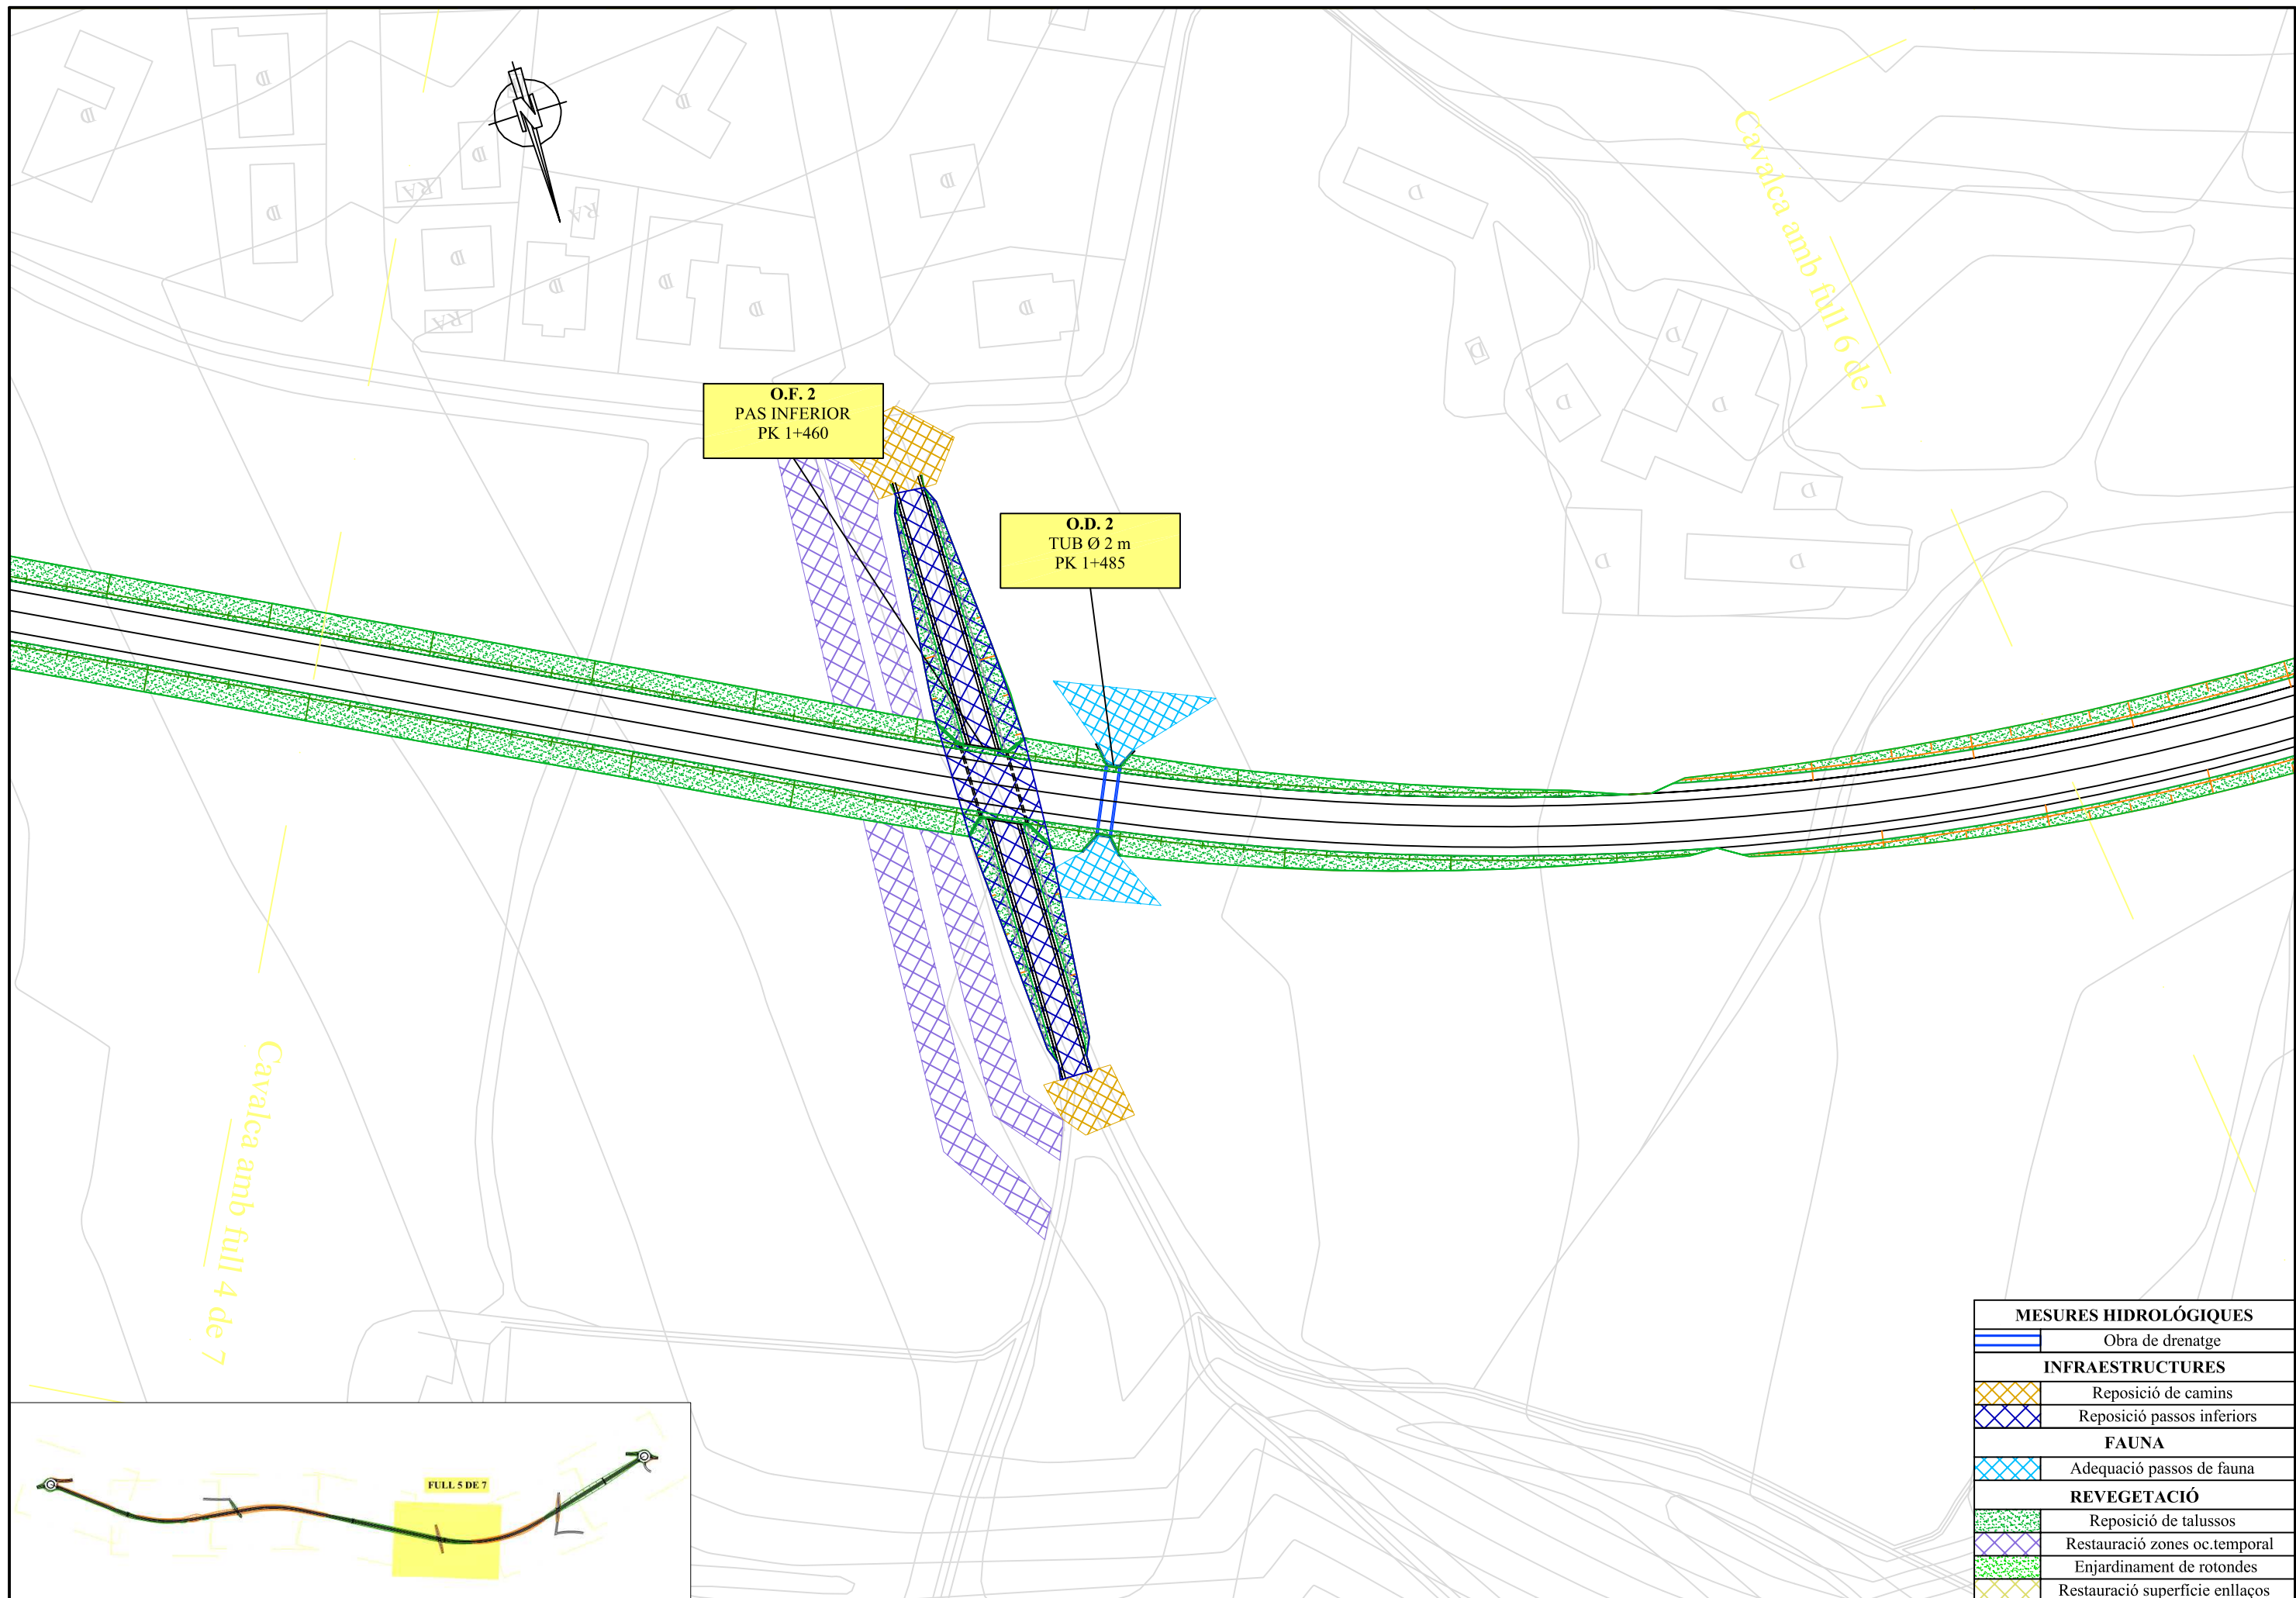 D
D
D
RA
D
D
RA
D
D
RA
D
D
D
D
D
D
D
D
D
D
D
D
D
Cavalca amb full 6 de 7
O.F. 2
PAS INFERIOR
PK 1+460
O.D. 2
TUB Ø 2 m
PK 1+485
Cavalca amb full 4 de 7
FULL 5 DE 7
MESURES HIDROLÓGIQUES
Obra de drenatge
INFRAESTRUCTURES
Reposició de camins
Reposició passos inferiors
FAUNA
Adequació passos de fauna
REVEGETACIÓ
Reposició de talussos
Restauració zones oc.temporal
Enjardinament de rotondes
Restauració superfície enllaços